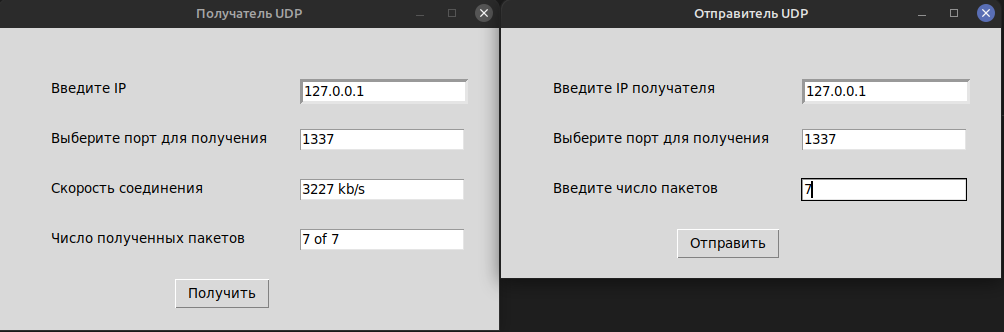 Получатель UDP
Введите IP
127.0.0.1
Выберите порт для получения
1337
Скорость соединения
3227 kb/s
Число полученных пакетов
7 of 7
Получить
Отправитель UDP
Введите IP получателя
127.0.0.1
Выберите порт для получения
1337
Введите число пакетов
7
Отправить